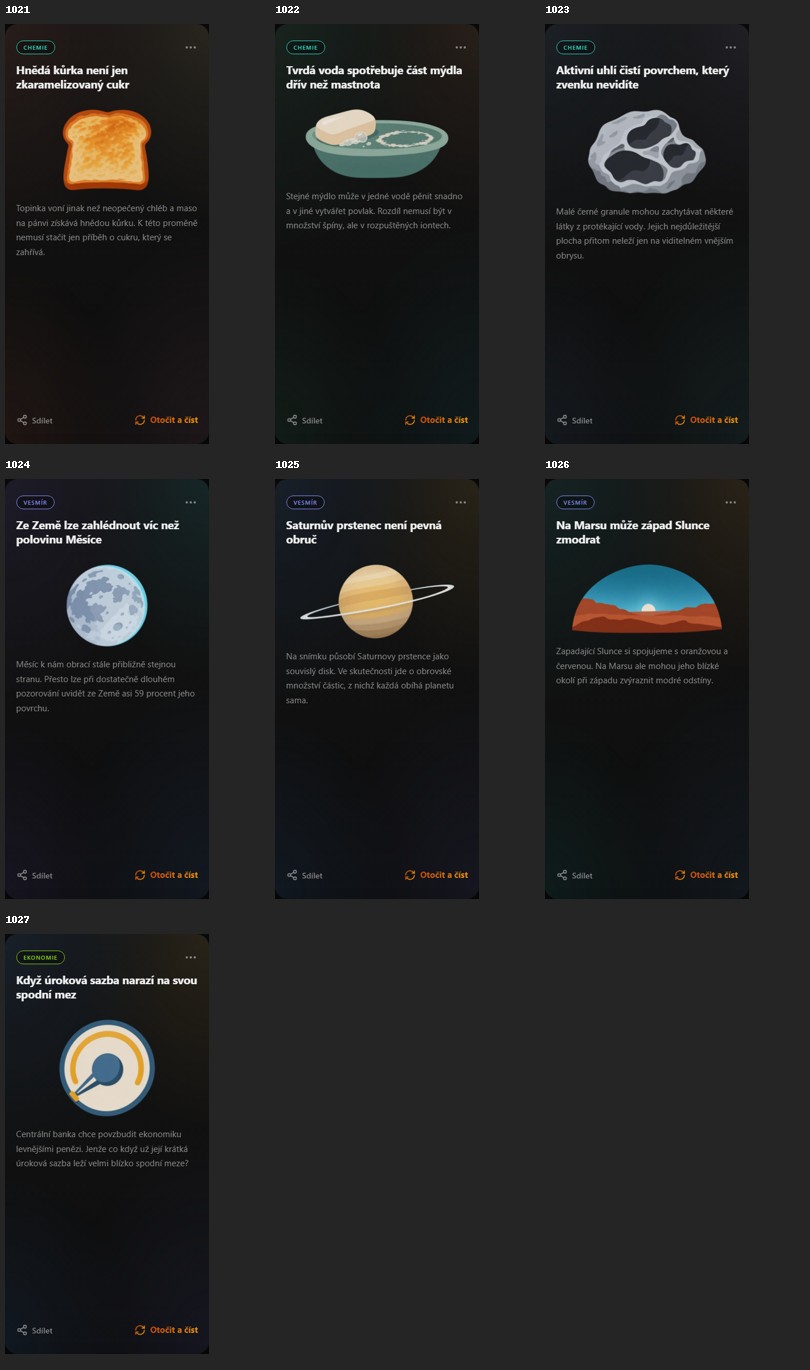 1021
CHEMIE
Hnědá kůrka není jen
zkaramelizovaný cukr
Topinka voní jinak než neopečený chléb a maso
na pánvi získává hnědou kůrku. K této proměně
nemusí stačit jen příběh o cukru, který se
zahřívá.
Sdílet
Otočit a číst
1022
CHEMIE
Tvrdá voda spotřebuje část mýdla
dřív než mastnota
Stejné mýdlo může v jedné vodě pěnit snadno
a v jiné vytvářet povlak. Rozdíl nemusí být v
množství špíny, ale v rozpuštěných iontech.
Sdílet
Otočit a číst
1023
CHEMIE
Aktivní uhlí čistí povrchem, který
zvenku nevidíte
Malé černé granule mohou zachytávat některé
látky z protékající vody. Jejich nejdůležitější
plocha přitom neleží jen na viditelném vnějším
obrysu.
Sdílet
Otočit a číst
1024
VESMÍR
Ze Země lze zahlédnout víc než
polovinu Měsíce
Měsíc k nám obrací stále přibližně stejnou
stranu. Přesto lze při dostatečně dlouhém
pozorování uvidět ze Země asi 59 procent jeho
povrchu.
Sdílet
Otočit a číst
1025
VESMÍR
Saturnův prstenec není pevná
obruč
Na snímku působí Saturnovy prstence jako
souvislý disk. Ve skutečnosti jde o obrovské
množství částic, z nichž každá obíhá planetu
sama.
Sdílet
Otočit a číst
1026
VESMÍR
Na Marsu může západ Slunce
zmodrat
Zapadající Slunce si spojujeme s oranžovou a
červenou. Na Marsu ale mohou jeho blízké
okolí při západu zvýraznit modré odstíny.
Sdílet
Otočit a číst
1027
EKONOMIE
Když úroková sazba narazí na svou
spodní mez
Centrální banka chce povzbudit ekonomiku
levnějšími penězi. Jenže co když už její krátká
úroková sazba leží velmi blízko spodní meze?
Sdílet
Otočit a číst